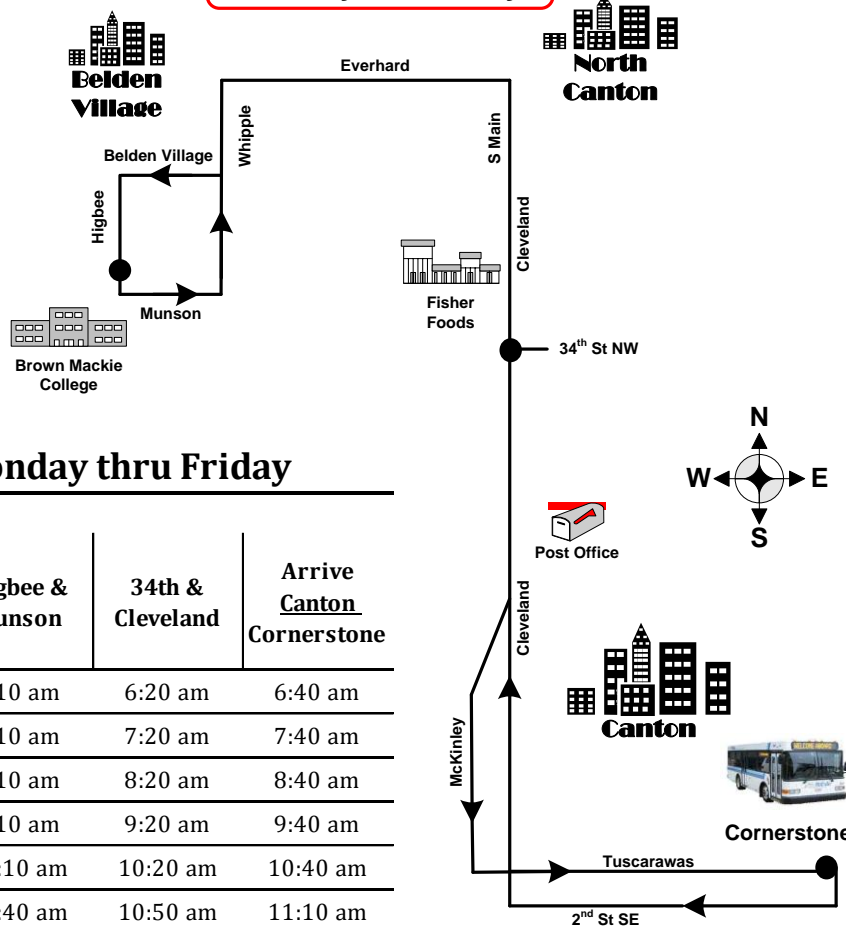 Belden
Village
North
Canton
Everhard
Whipple
S Main
Belden Village
Higbee
Cleveland
Munson
Fisher
Foods
34th St NW
Brown Mackie
College
N
W
E
S
Post Office
Cleveland
Canton
McKinley
Cornerstone
Tuscarawas
2nd St SE
onday thru Friday
gbee &
unson
34th &
Cleveland
Arrive
Canton
Cornerstone
10 am 6:20 am 6:40 am
10 am 7:20 am 7:40 am
10 am 8:20 am 8:40 am
10 am 9:20 am 9:40 am
:10 am 10:20 am 10:40 am
:40 am 10:50 am 11:10 am